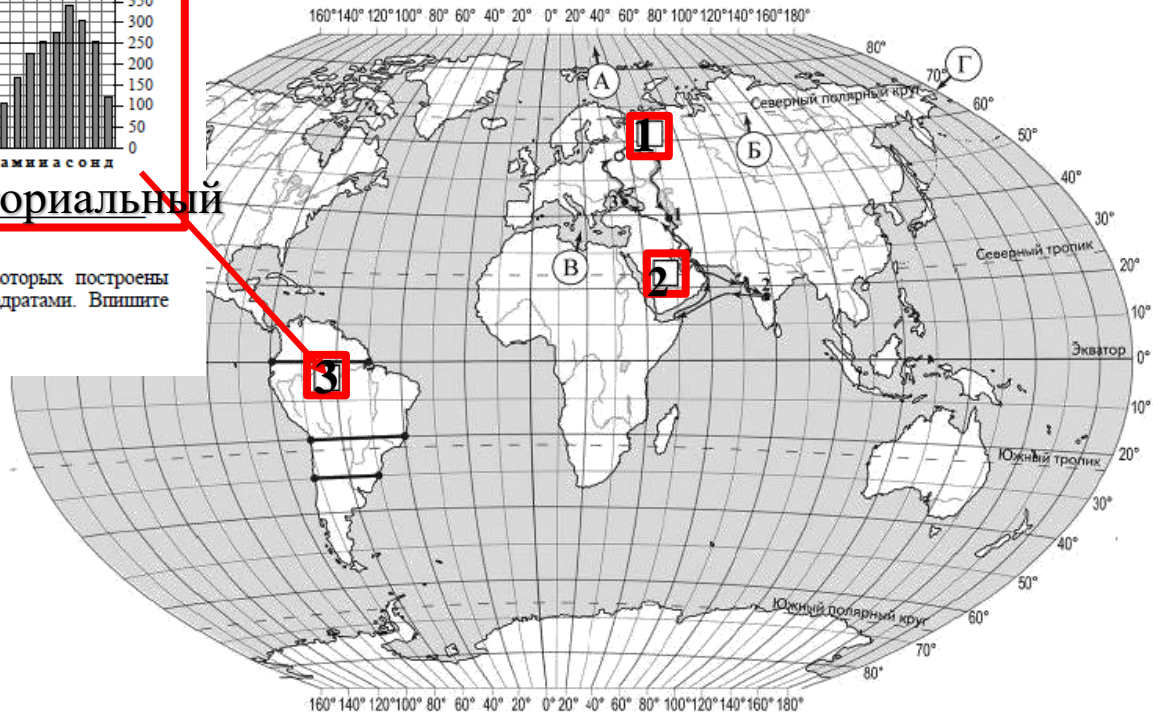 350
300
250
200
150
100
50
0
а м и и а с о н д
ориальный
оторых построены
дратами. Впишите
160° 140° 120° 100° 80° 60° 40° 20° 0° 20° 40° 60° 80° 100° 120° 140° 160° 180°
80°
А
Г
70°
Северный полярный круг
60°
1
Б
50°
40°
3
1
30°
Северный тропик
В
2
2
20°
10°
Экватор
0°
3
10°
Южный тропик
20°
30°
40°
50°
Южный полярный круг
60°
70°
80°
160° 140° 120° 100° 80° 60° 40° 20° 0° 20° 40° 60° 80° 100° 120° 140° 160° 180°